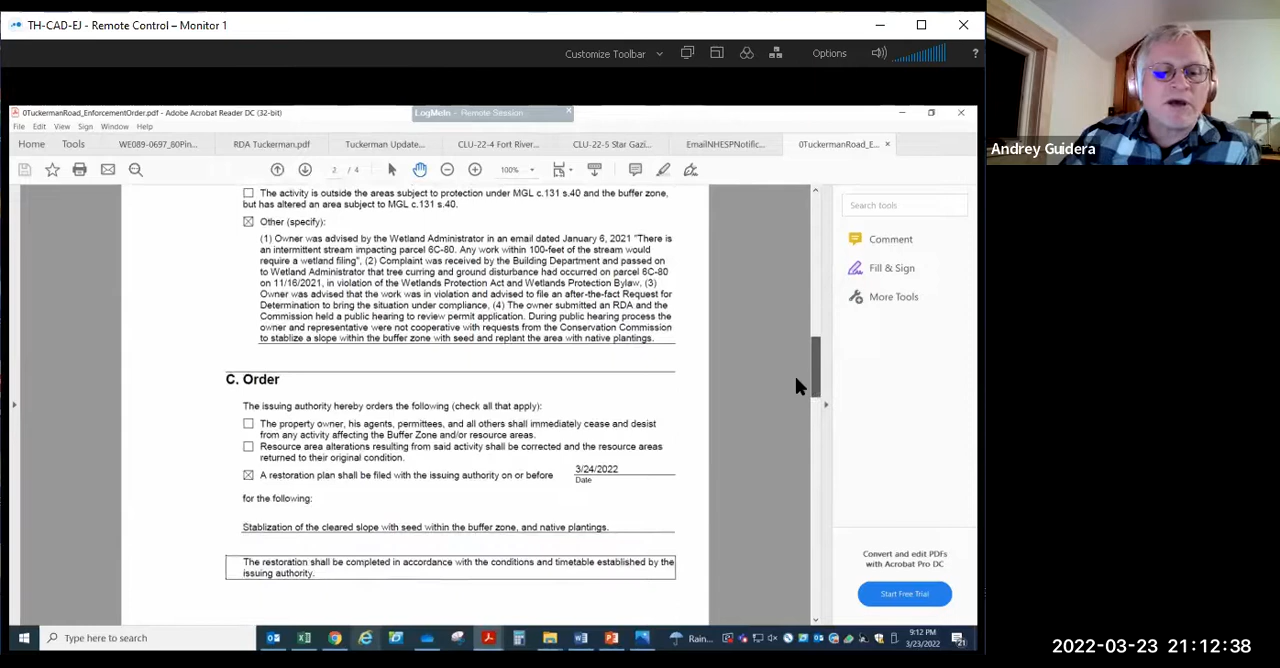 TH-CAD-EJ - Remote Control – Monitor 1
Customize Toolbar
Options
?
0TuckermanRoad_EnforcementOrder.pdf - Adobe Acrobat Reader DC (32-bit)
LogMeIn - Remote Session
File Edit View Sign Window Help
Home Tools WE089-0697_80Pin... RDA Tuckerman.pdf Tuckerman Update... CLU-22-4 Fort River... CLU-22-5 Star Gazi... EmailNHESPNotific... 0TuckermanRoad_E... ×
2 / 4 100%
The activity is outside the areas subject to protection under MGL c.131 s.40 and the buffer zone,
but has altered an area subject to MGL c.131 s.40.
Other (specify):
(1) Owner was advised by the Wetland Administrator in an email dated January 6, 2021 "There is
an intermittent stream impacting parcel 6C-80. Any work within 100-feet of the stream would
require a wetland filing", (2) Complaint was received by the Building Department and passed on
to Wetland Administrator that tree curring and ground disturbance had occurred on parcel 6C-80
on 11/16/2021, in violation of the Wetlands Protection Act and Wetlands Protection Bylaw. (3)
Owner was advised that the work was in violation and advised to file an after-the-fact Request for
Determination to bring the situation under compliance, (4) The owner submitted an RDA and the
Commission held a public hearing to review permit application. During public hearing process the
owner and representative were not cooperative with requests from the Conservation Commission
to stablize a slope within the buffer zone with seed and replant the area with native plantings.
C. Order
The issuing authority hereby orders the following (check all that apply):
The property owner, his agents, permittees, and all others shall immediately cease and desist
from any activity affecting the Buffer Zone and/or resource areas.
Resource area alterations resulting from said activity shall be corrected and the resource areas
returned to their original condition.
A restoration plan shall be filed with the issuing authority on or before 3/24/2022
Date
for the following:
Stablization of the cleared slope with seed within the buffer zone, and native plantings.
The restoration shall be completed in accordance with the conditions and timetable established by the
issuing authority.
Search tools
Comment
Fill & Sign
More Tools
Convert and edit PDFs
with Acrobat Pro DC
Start Free Trial
Type here to search
Rain...
9:12 PM
3/23/2022
21
Andrey Guidera
2022-03-23 21:12:38